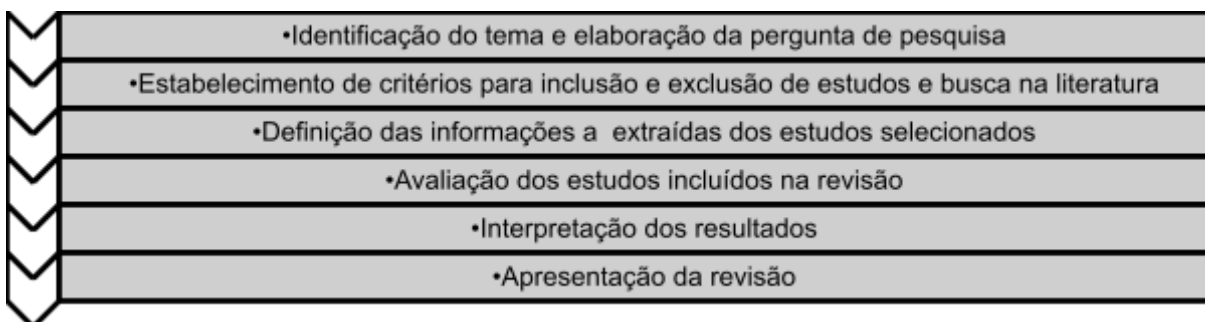 •Identificação do tema e elaboração da pergunta de pesquisa
•Estabelecimento de critérios para inclusão e exclusão de estudos e busca na literatura
•Definição das informações a  extraídas dos estudos selecionados
•Avaliação dos estudos incluídos na revisão
•Interpretação dos resultados
•Apresentação da revisão